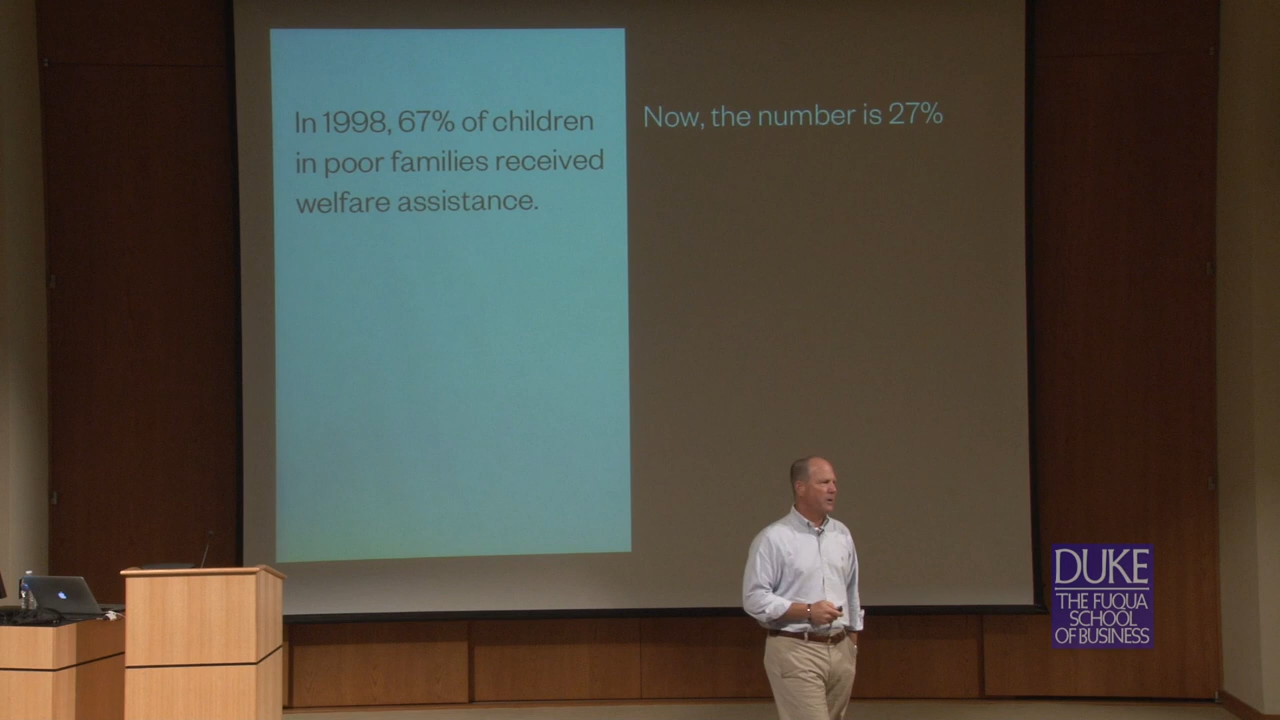 In 1998, 67% of children
in poor families received
welfare assistance.
Now, the number is 27%
DUKE
THE FUQUA
SCHOOL
OF BUSINESS